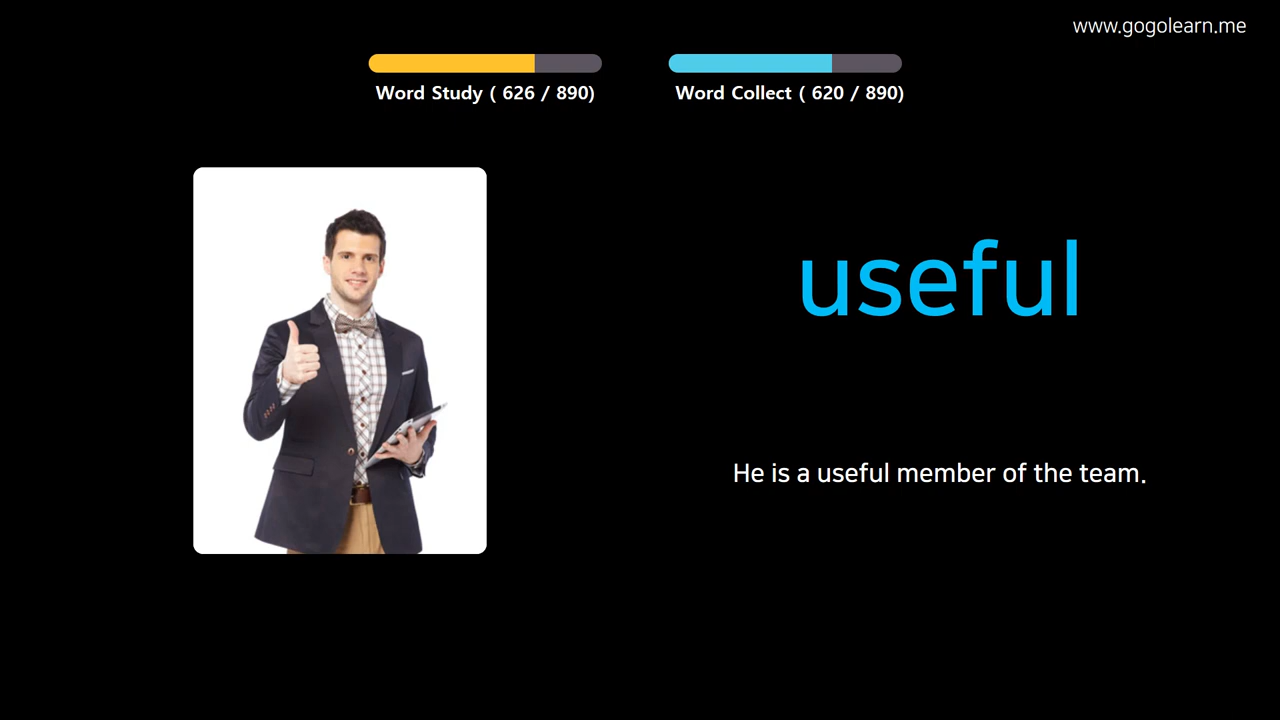 www.gogolearn.me
Word Study ( 626 / 890)
Word Collect ( 620 / 890)
useful
He is a useful member of the team.